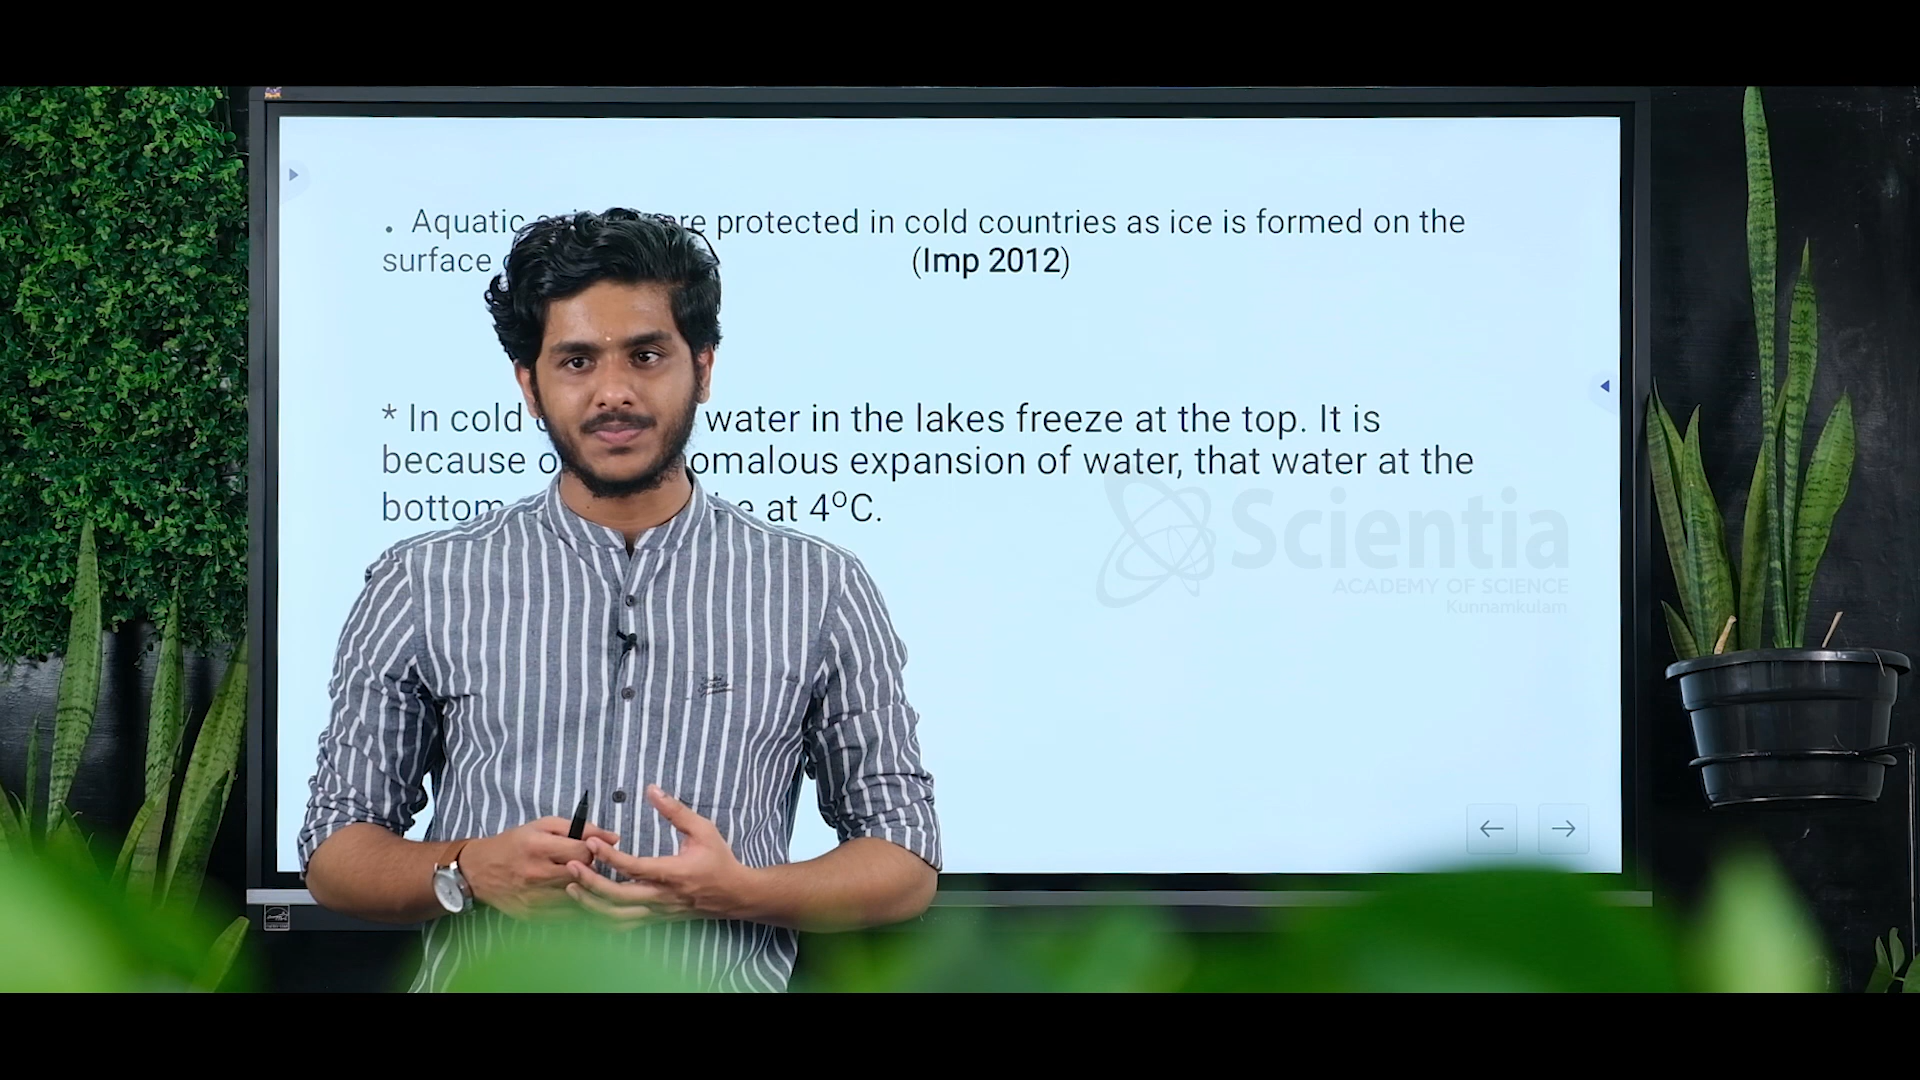 . Aquatic are protected in cold countries as ice is formed on the
surface (Imp 2012)
* In cold water in the lakes freeze at the top. It is
because omalous expansion of water, that water at the
bottom at 4ºC.
Scientia
ACADEMY OF SCIENCE
Kunnamkulam